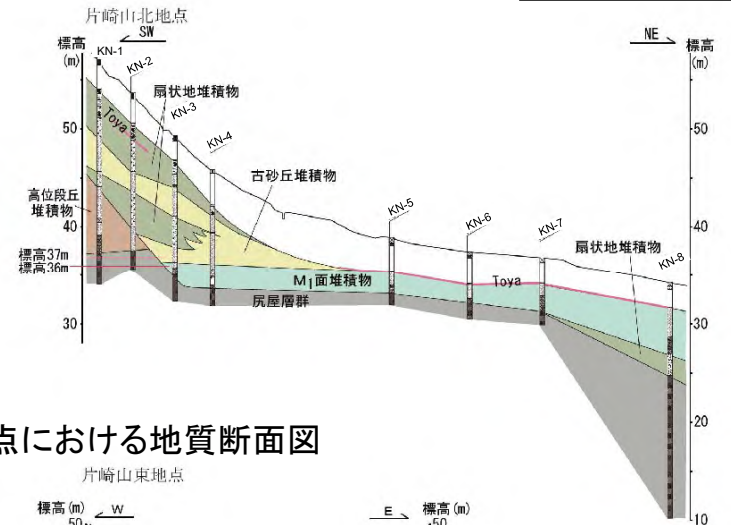 片崎山北地点
SW
NE
標高
(m)
標高
(m)
KN-1
KN-2
KN-3
KN-4
KN-5
KN-6
KN-7
KN-8
扇状地堆積物
Toya
50
50
古砂丘堆積物
高位段丘
堆積物
40
40
扇状地堆積物
標高37m
標高36m
M1面堆積物
Toya
尻屋層群
30
30
20
10
点における地質断面図
片崎山東地点
標高(m)
W
E
標高(m)
50
50